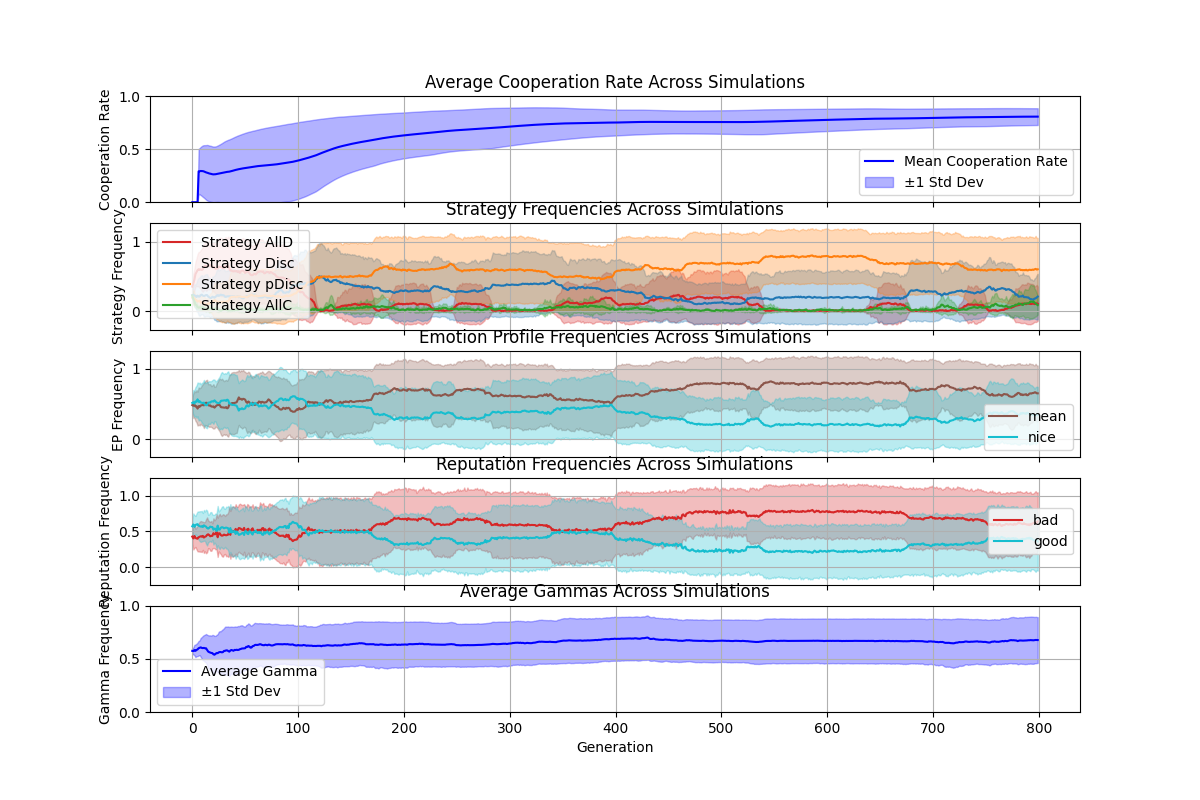 Average Cooperation Rate Across Simulations
1.0
0.5
0.0
Cooperation Rate
Mean Cooperation Rate
±1 Std Dev
Strategy Frequencies Across Simulations
1
0
Strategy Frequency
Strategy AllD
Strategy Disc
Strategy pDisc
Strategy AllC
Emotion Profile Frequencies Across Simulations
1
0
EP Frequency
mean
nice
Reputation Frequencies Across Simulations
1.0
0.5
0.0
Reputation Frequency
bad
good
Average Gammas Across Simulations
1.0
0.5
0.0
Gamma Frequency
Average Gamma
±1 Std Dev
0 100 200 300 400 500 600 700 800
Generation